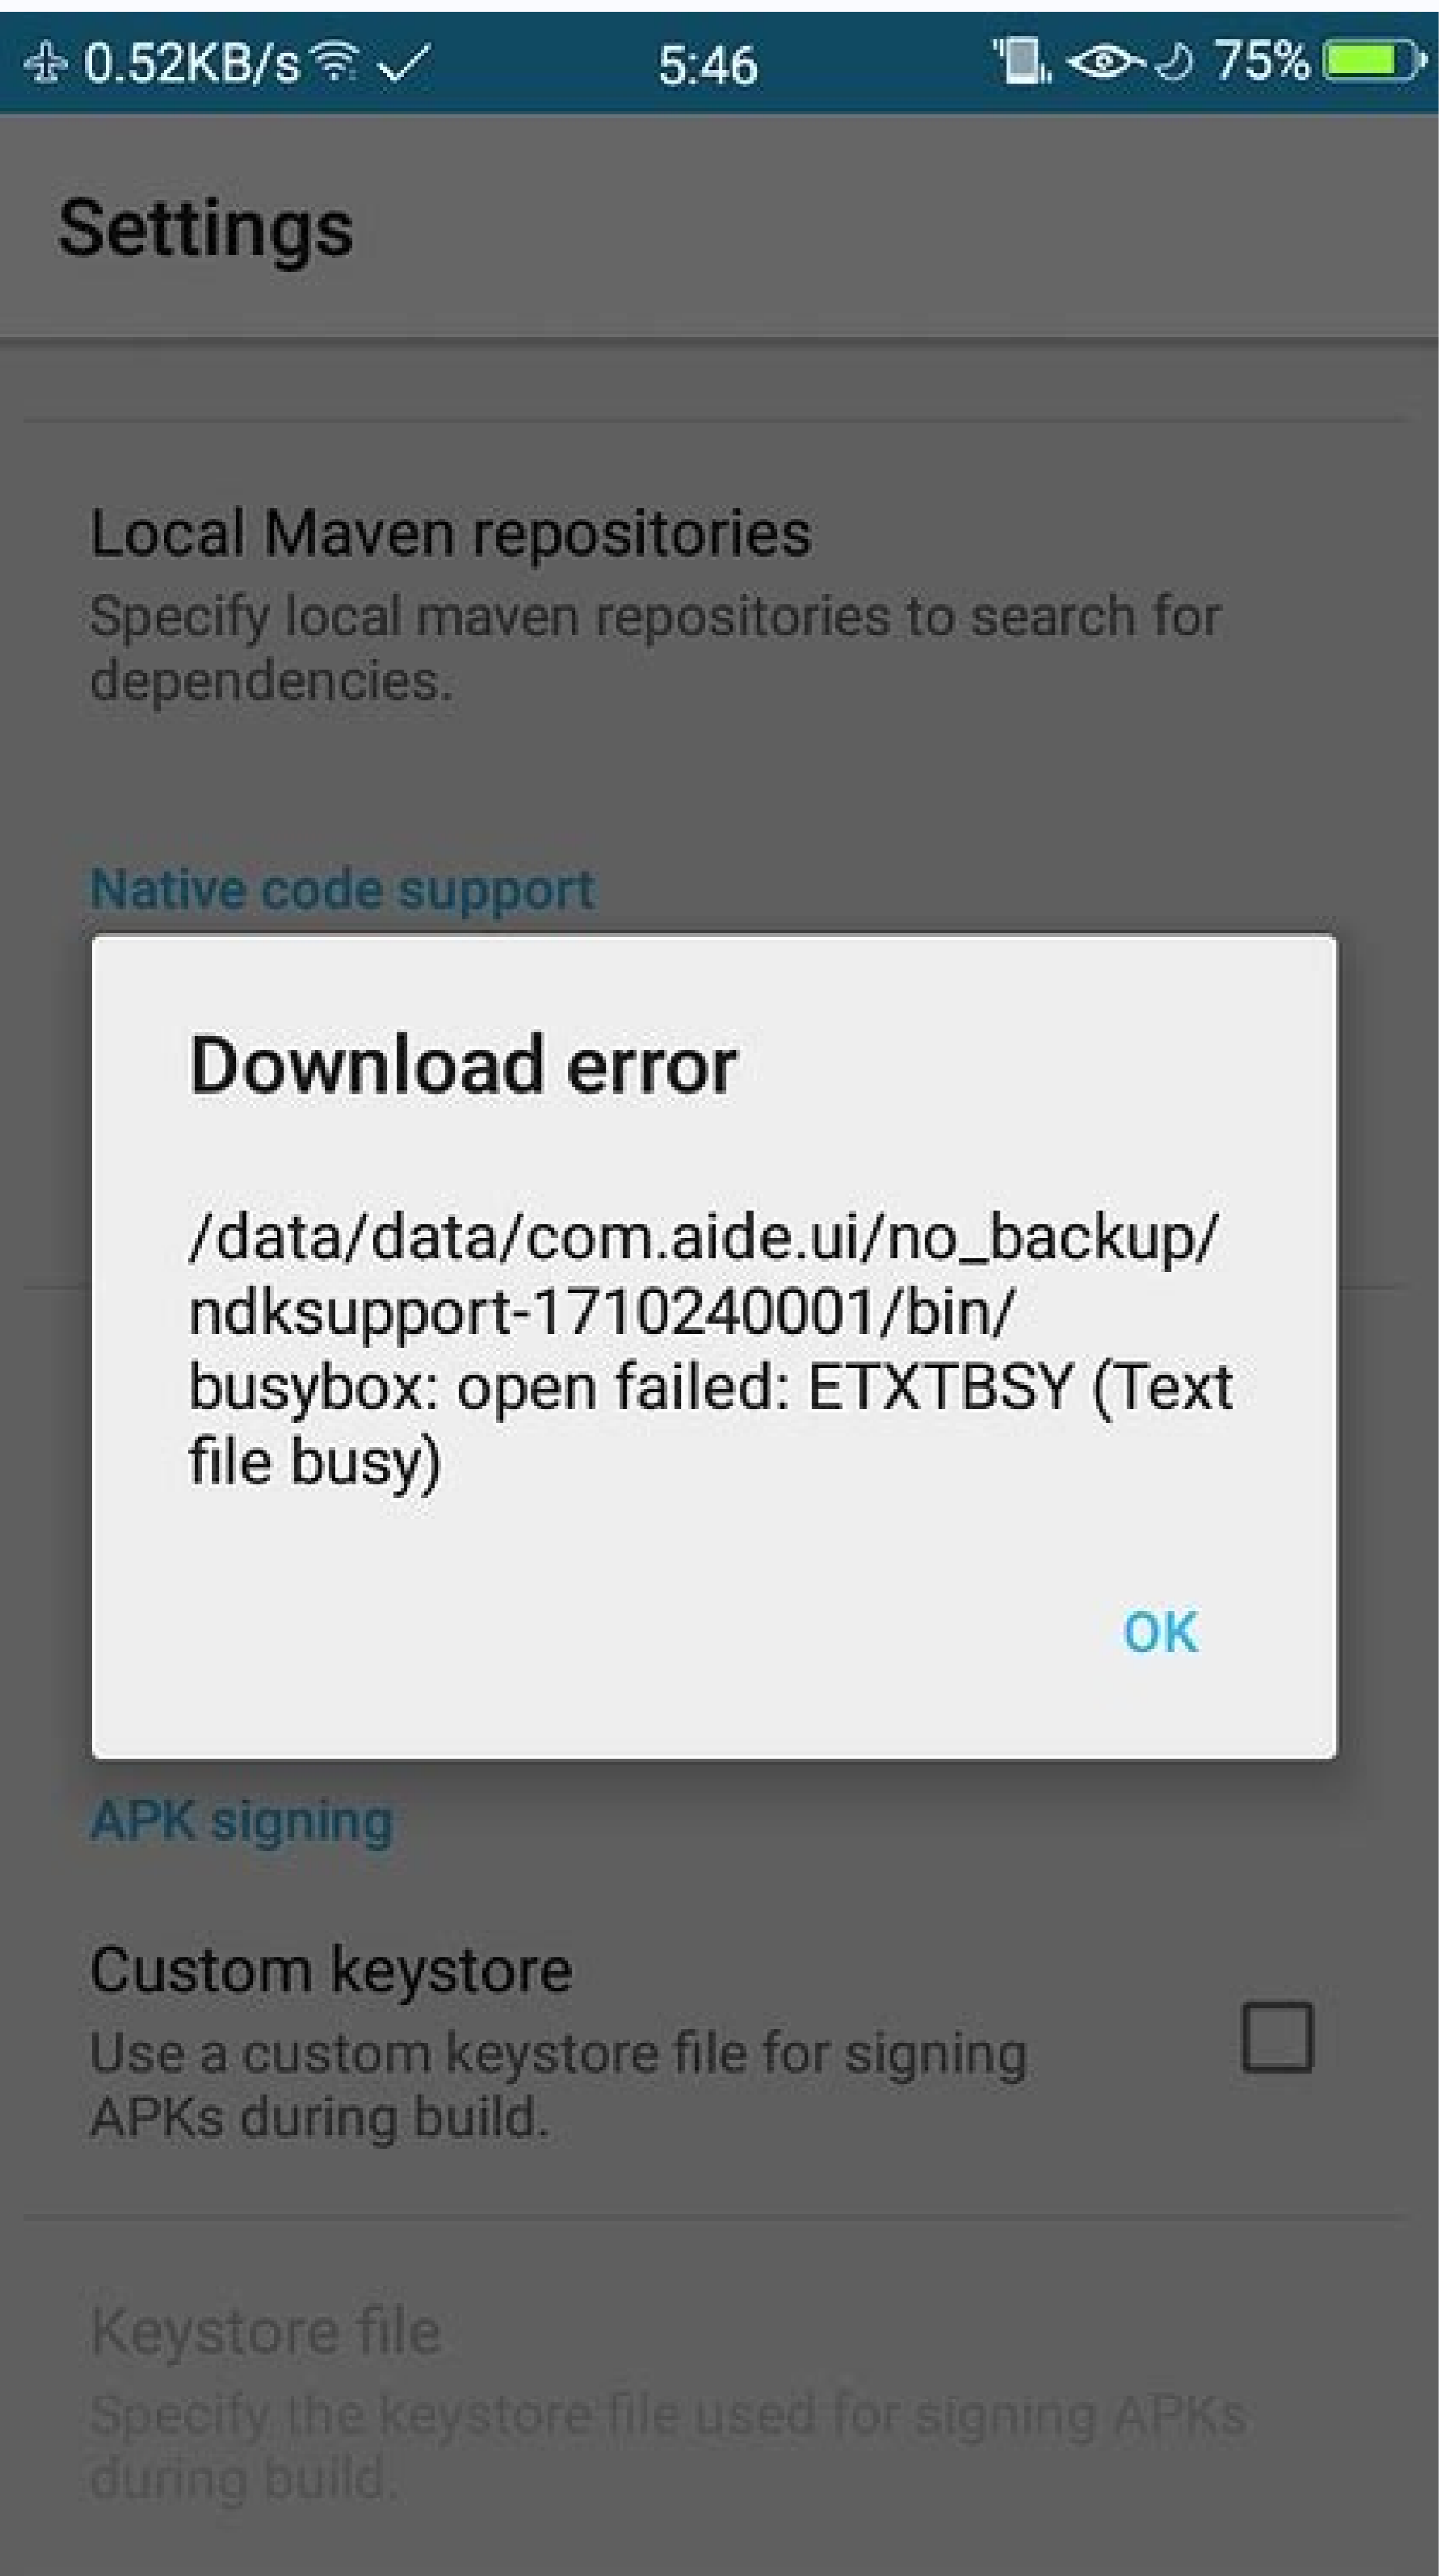 0.52KB/s 5:46 75%
Settings
Local Maven repositories
Specify local maven repositories to search for
dependencies.
Native code support
Download error
/data/data/com.aide.ui/no_backup/
ndksupport-1710240001/bin/
busybox: open failed: ETXTBSY (Text
file busy)
OK
APK signing
Custom keystore
Use a custom keystore file for signing
APKs during build.
Keystore file
Specify the keystore file used for signing APKs
during build.